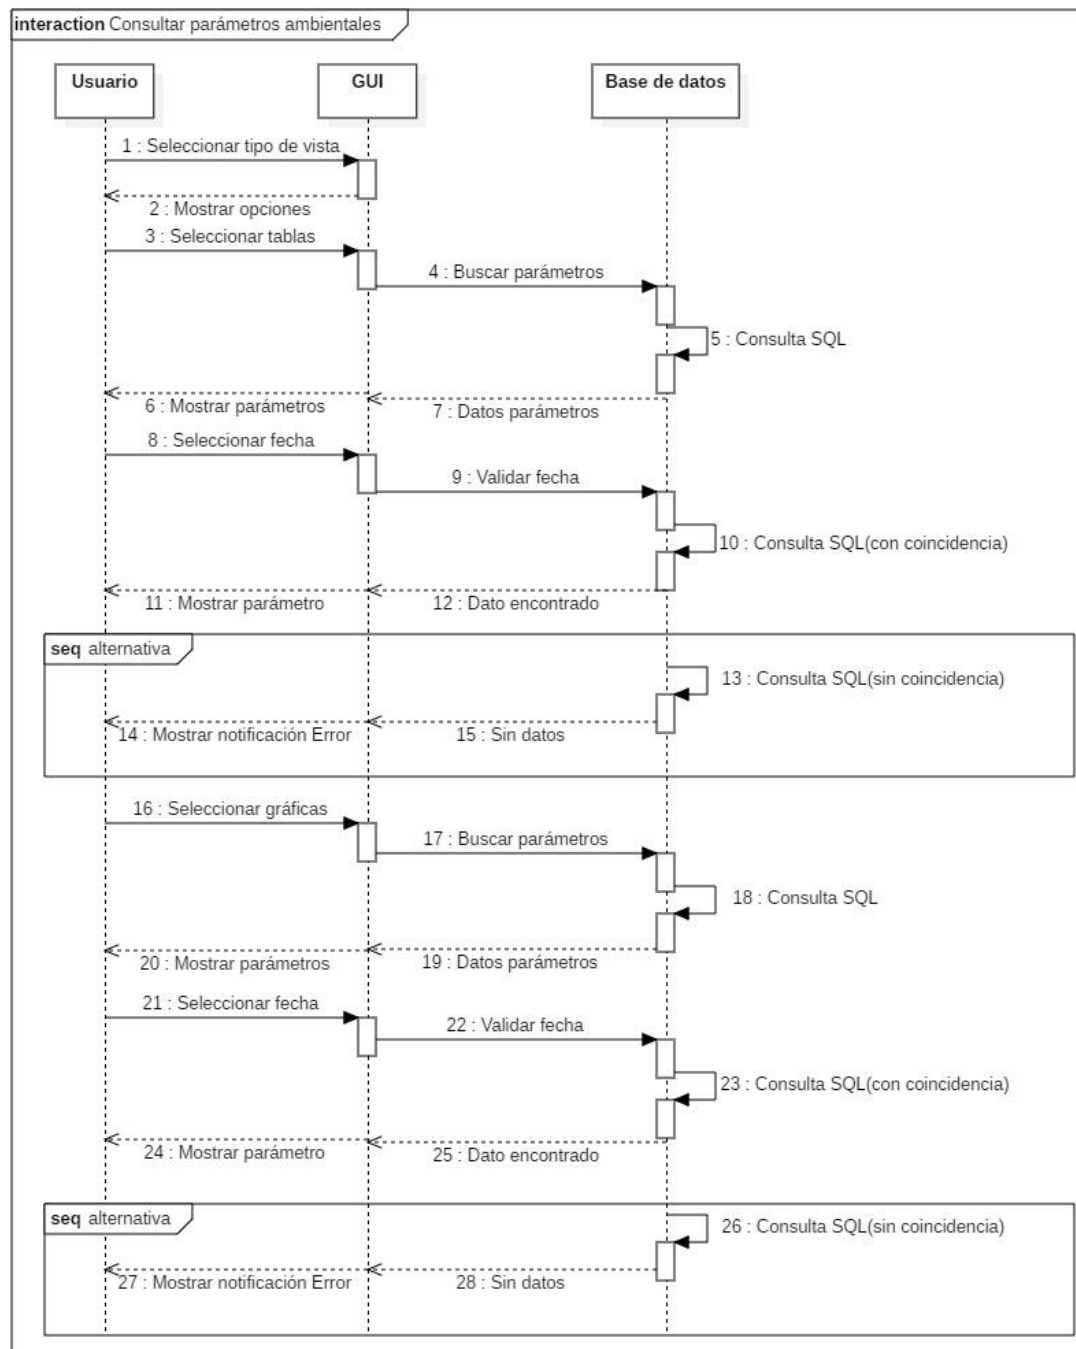 interaction Consultar parámetros ambientales
Usuario
GUI
Base de datos
1 : Seleccionar tipo de vista
2 : Mostrar opciones
3 : Seleccionar tablas
4 : Buscar parámetros
5 : Consulta SQL
6 : Mostrar parámetros
7 : Datos parámetros
8 : Seleccionar fecha
9 : Validar fecha
10 : Consulta SQL(con coincidencia)
11 : Mostrar parámetro
12 : Dato encontrado
seq alternativa
13 : Consulta SQL(sin coincidencia)
14 : Mostrar notificación Error
15 : Sin datos
16 : Seleccionar gráficas
17 : Buscar parámetros
18 : Consulta SQL
20 : Mostrar parámetros
19 : Datos parámetros
21 : Seleccionar fecha
22 : Validar fecha
23 : Consulta SQL(con coincidencia)
24 : Mostrar parámetro
25 : Dato encontrado
seq alternativa
26 : Consulta SQL(sin coincidencia)
27 : Mostrar notificación Error
28 : Sin datos